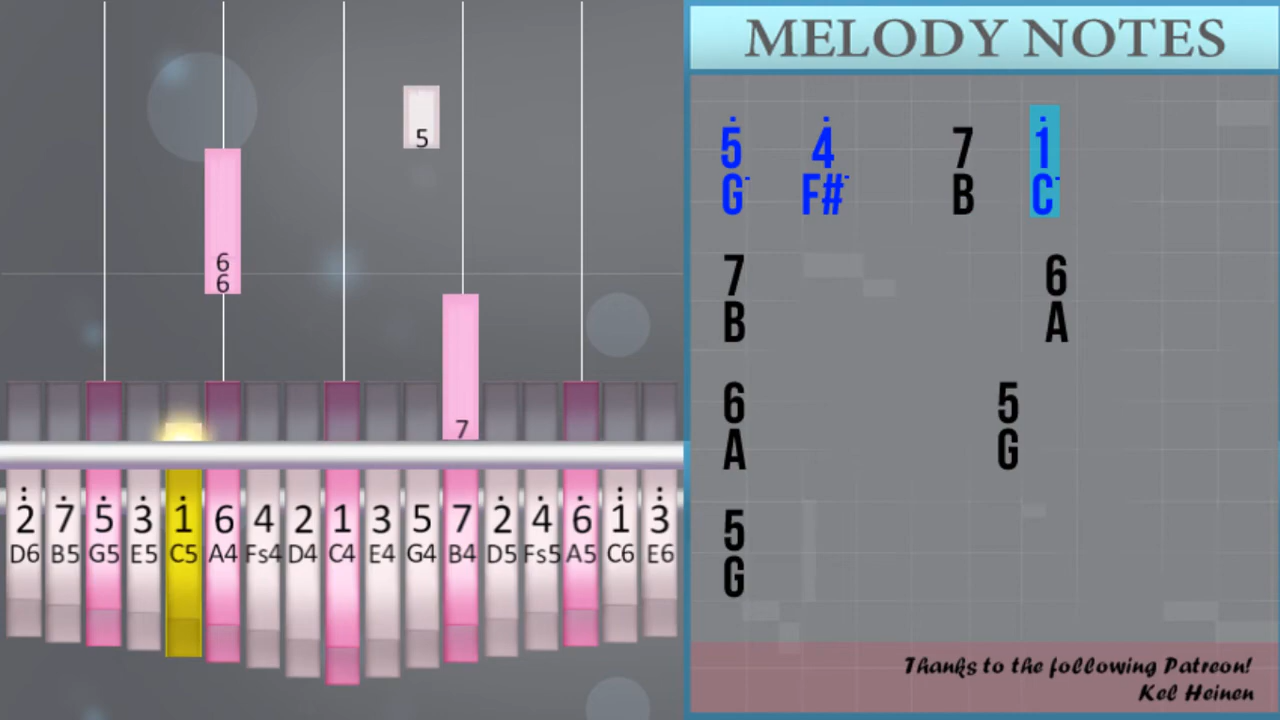 MELODY NOTES
5̇ 4̇ 7 1̇
G- F#- B C-
7 6
B A
6 5
A G
5
G
5
6
6
7
2̈ 7̇ 5̇ 3̇ 1̇ 6 4 2 1 3 5 7 2̇ 4̇ 6̇ 1̈ 3̈
D6 B5 G5 E5 C5 A4 Fs4 D4 C4 E4 G4 B4 D5 Fs5 A5 C6 E6
Thanks to the following Patreon!
Kel Heinen